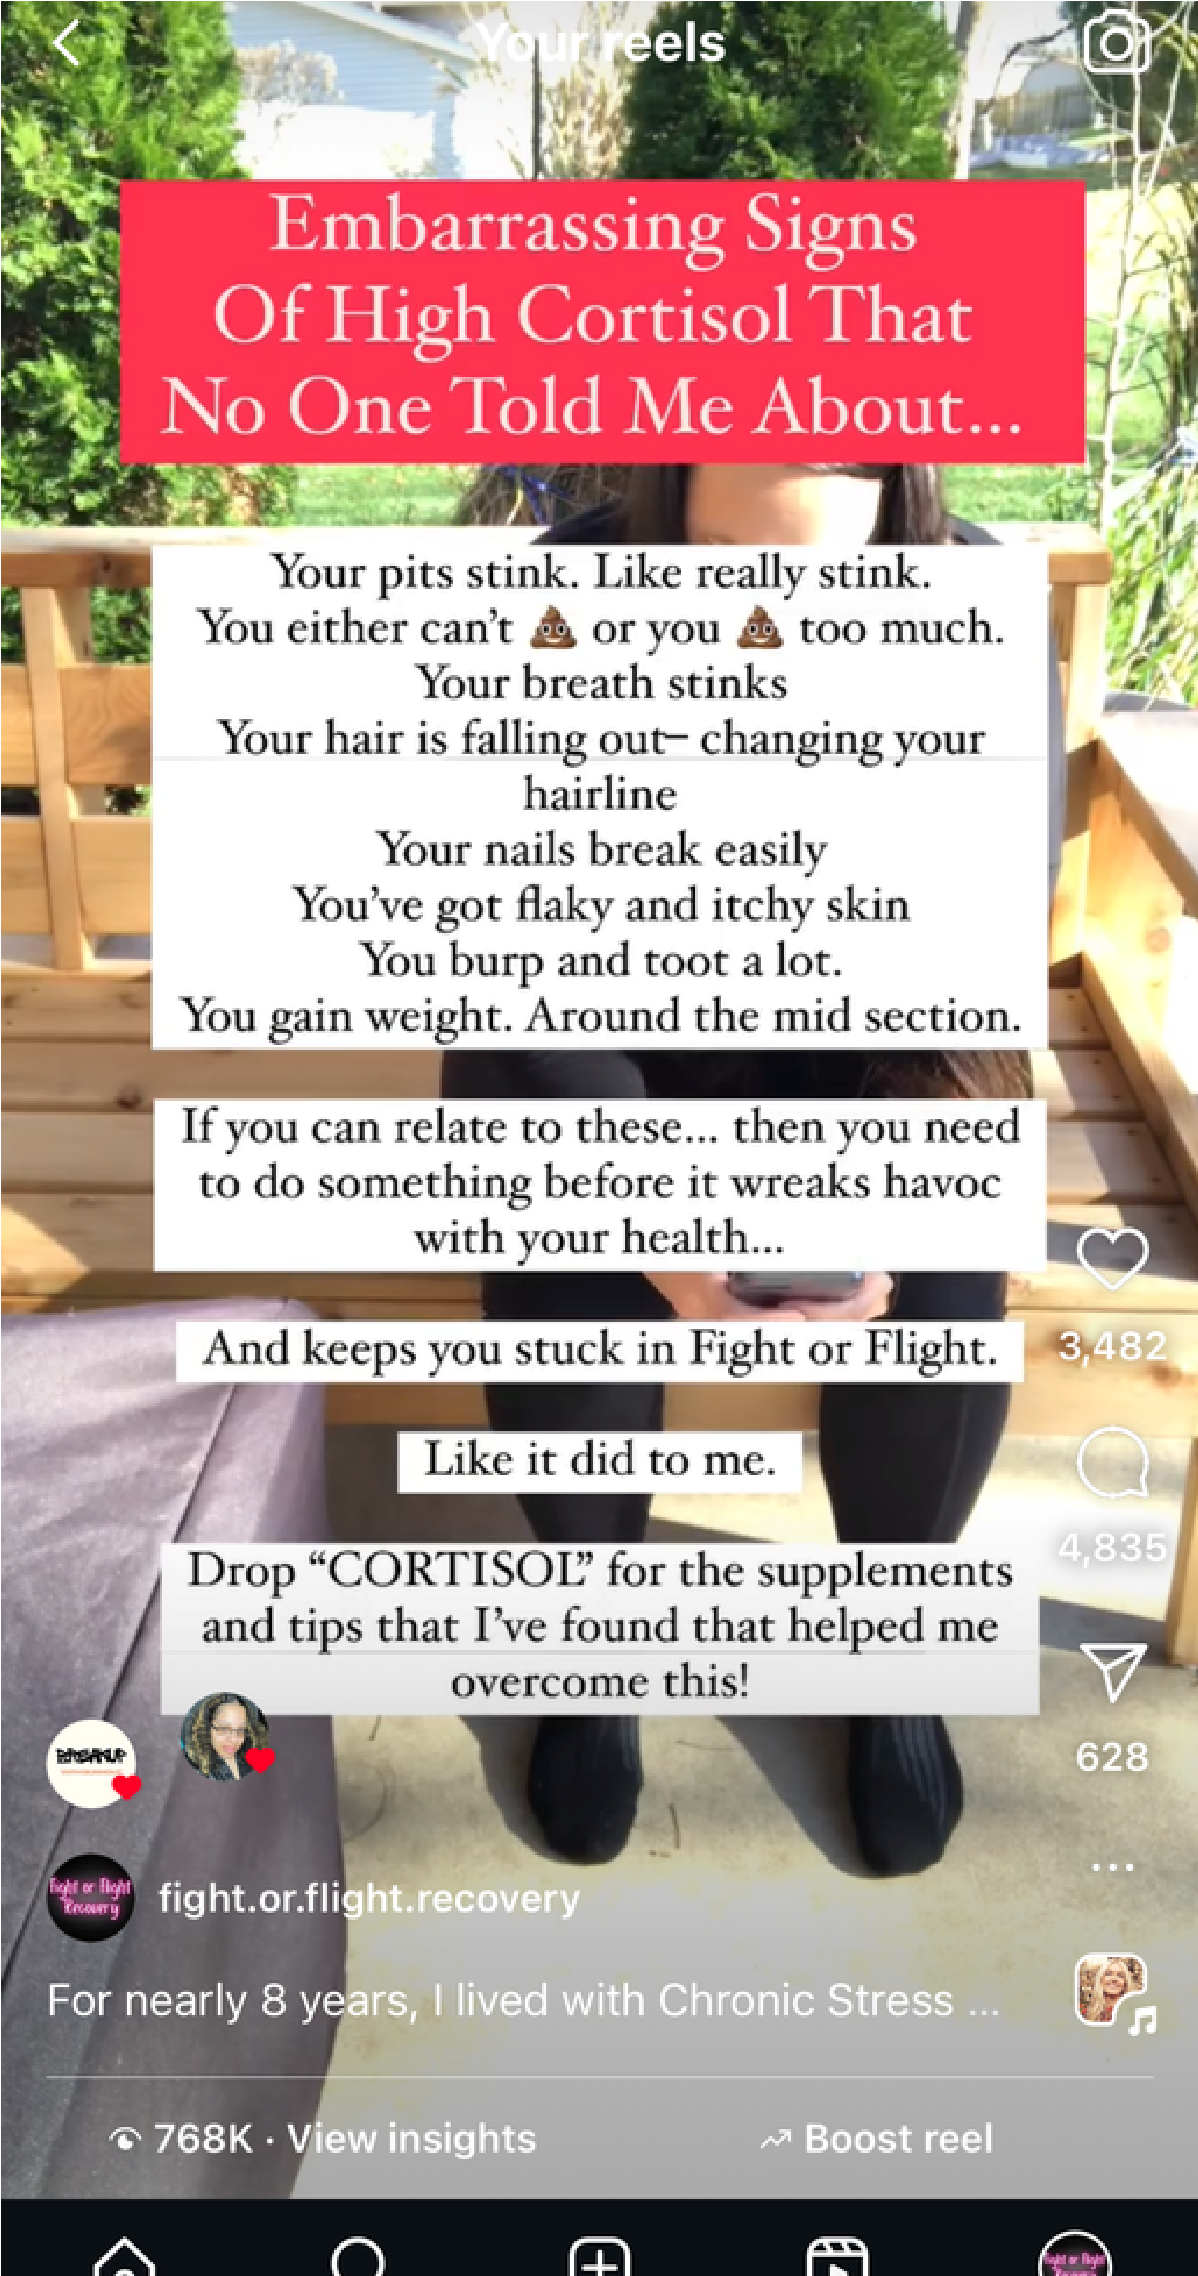 Your reels
Embarrassing Signs
Of High Cortisol That
No One Told Me About...
Your pits stink. Like really stink.
You either can't 💩 or you 💩 too much.
Your breath stinks
Your hair is falling out– changing your
hairline
Your nails break easily
You've got flaky and itchy skin
You burp and toot a lot.
You gain weight. Around the mid section.
If you can relate to these... then you need
to do something before it wreaks havoc
with your health...
And keeps you stuck in Fight or Flight.
3,482
Like it did to me.
4,835
Drop “CORTISOL” for the supplements
and tips that I've found that helped me
overcome this!
628
Fight or Flight
Recovery
fight.or.flight.recovery
For nearly 8 years, I lived with Chronic Stress ...
768K · View insights
Boost reel